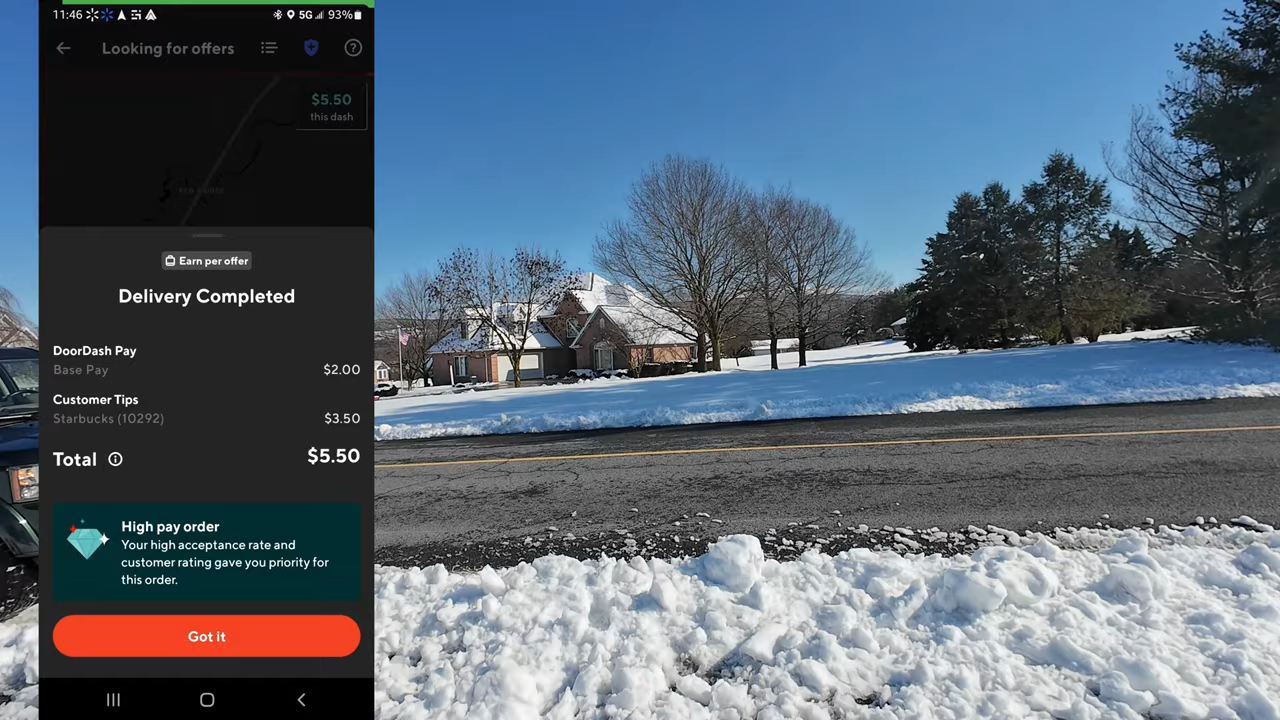 11:46 5G 93%
Looking for offers
$5.50
this dash
Earn per offer
Delivery Completed
DoorDash Pay
Base Pay $2.00
Customer Tips
Starbucks (10292) $3.50
Total $5.50
High pay order
Your high acceptance rate and
customer rating gave you priority for
this order.
Got it